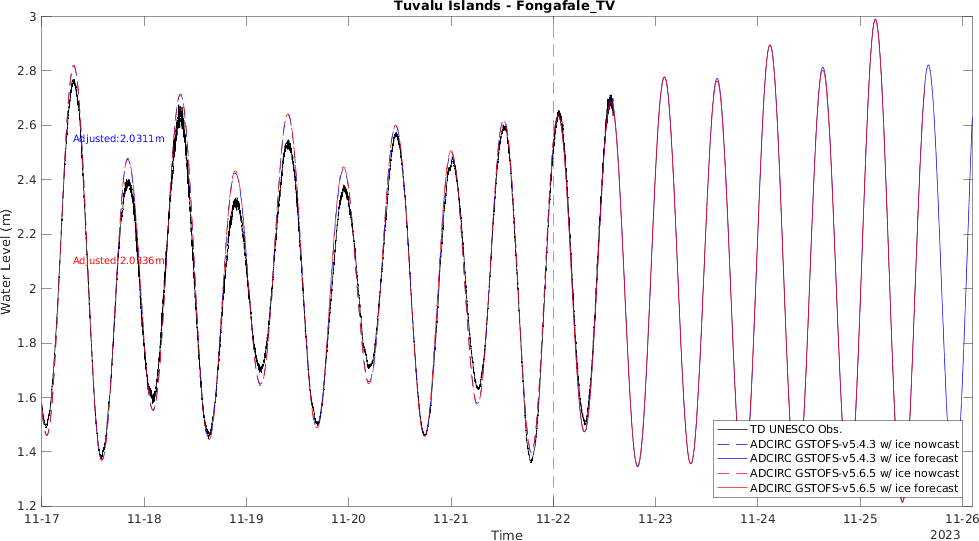 Tuvalu Islands - Fongafale_TV
3
2.8
2.6
2.4
2.2
2
1.8
1.6
1.4
1.2
Water Level (m)
Adjusted:2.0311m
Adjusted:2.0336m
TD UNESCO Obs.
ADCIRC GSTOFS-v5.4.3 w/ ice nowcast
ADCIRC GSTOFS-v5.4.3 w/ ice forecast
ADCIRC GSTOFS-v5.6.5 w/ ice nowcast
ADCIRC GSTOFS-v5.6.5 w/ ice forecast
11-17 11-18 11-19 11-20 11-21 11-22 11-23 11-24 11-25 11-26
Time
2023